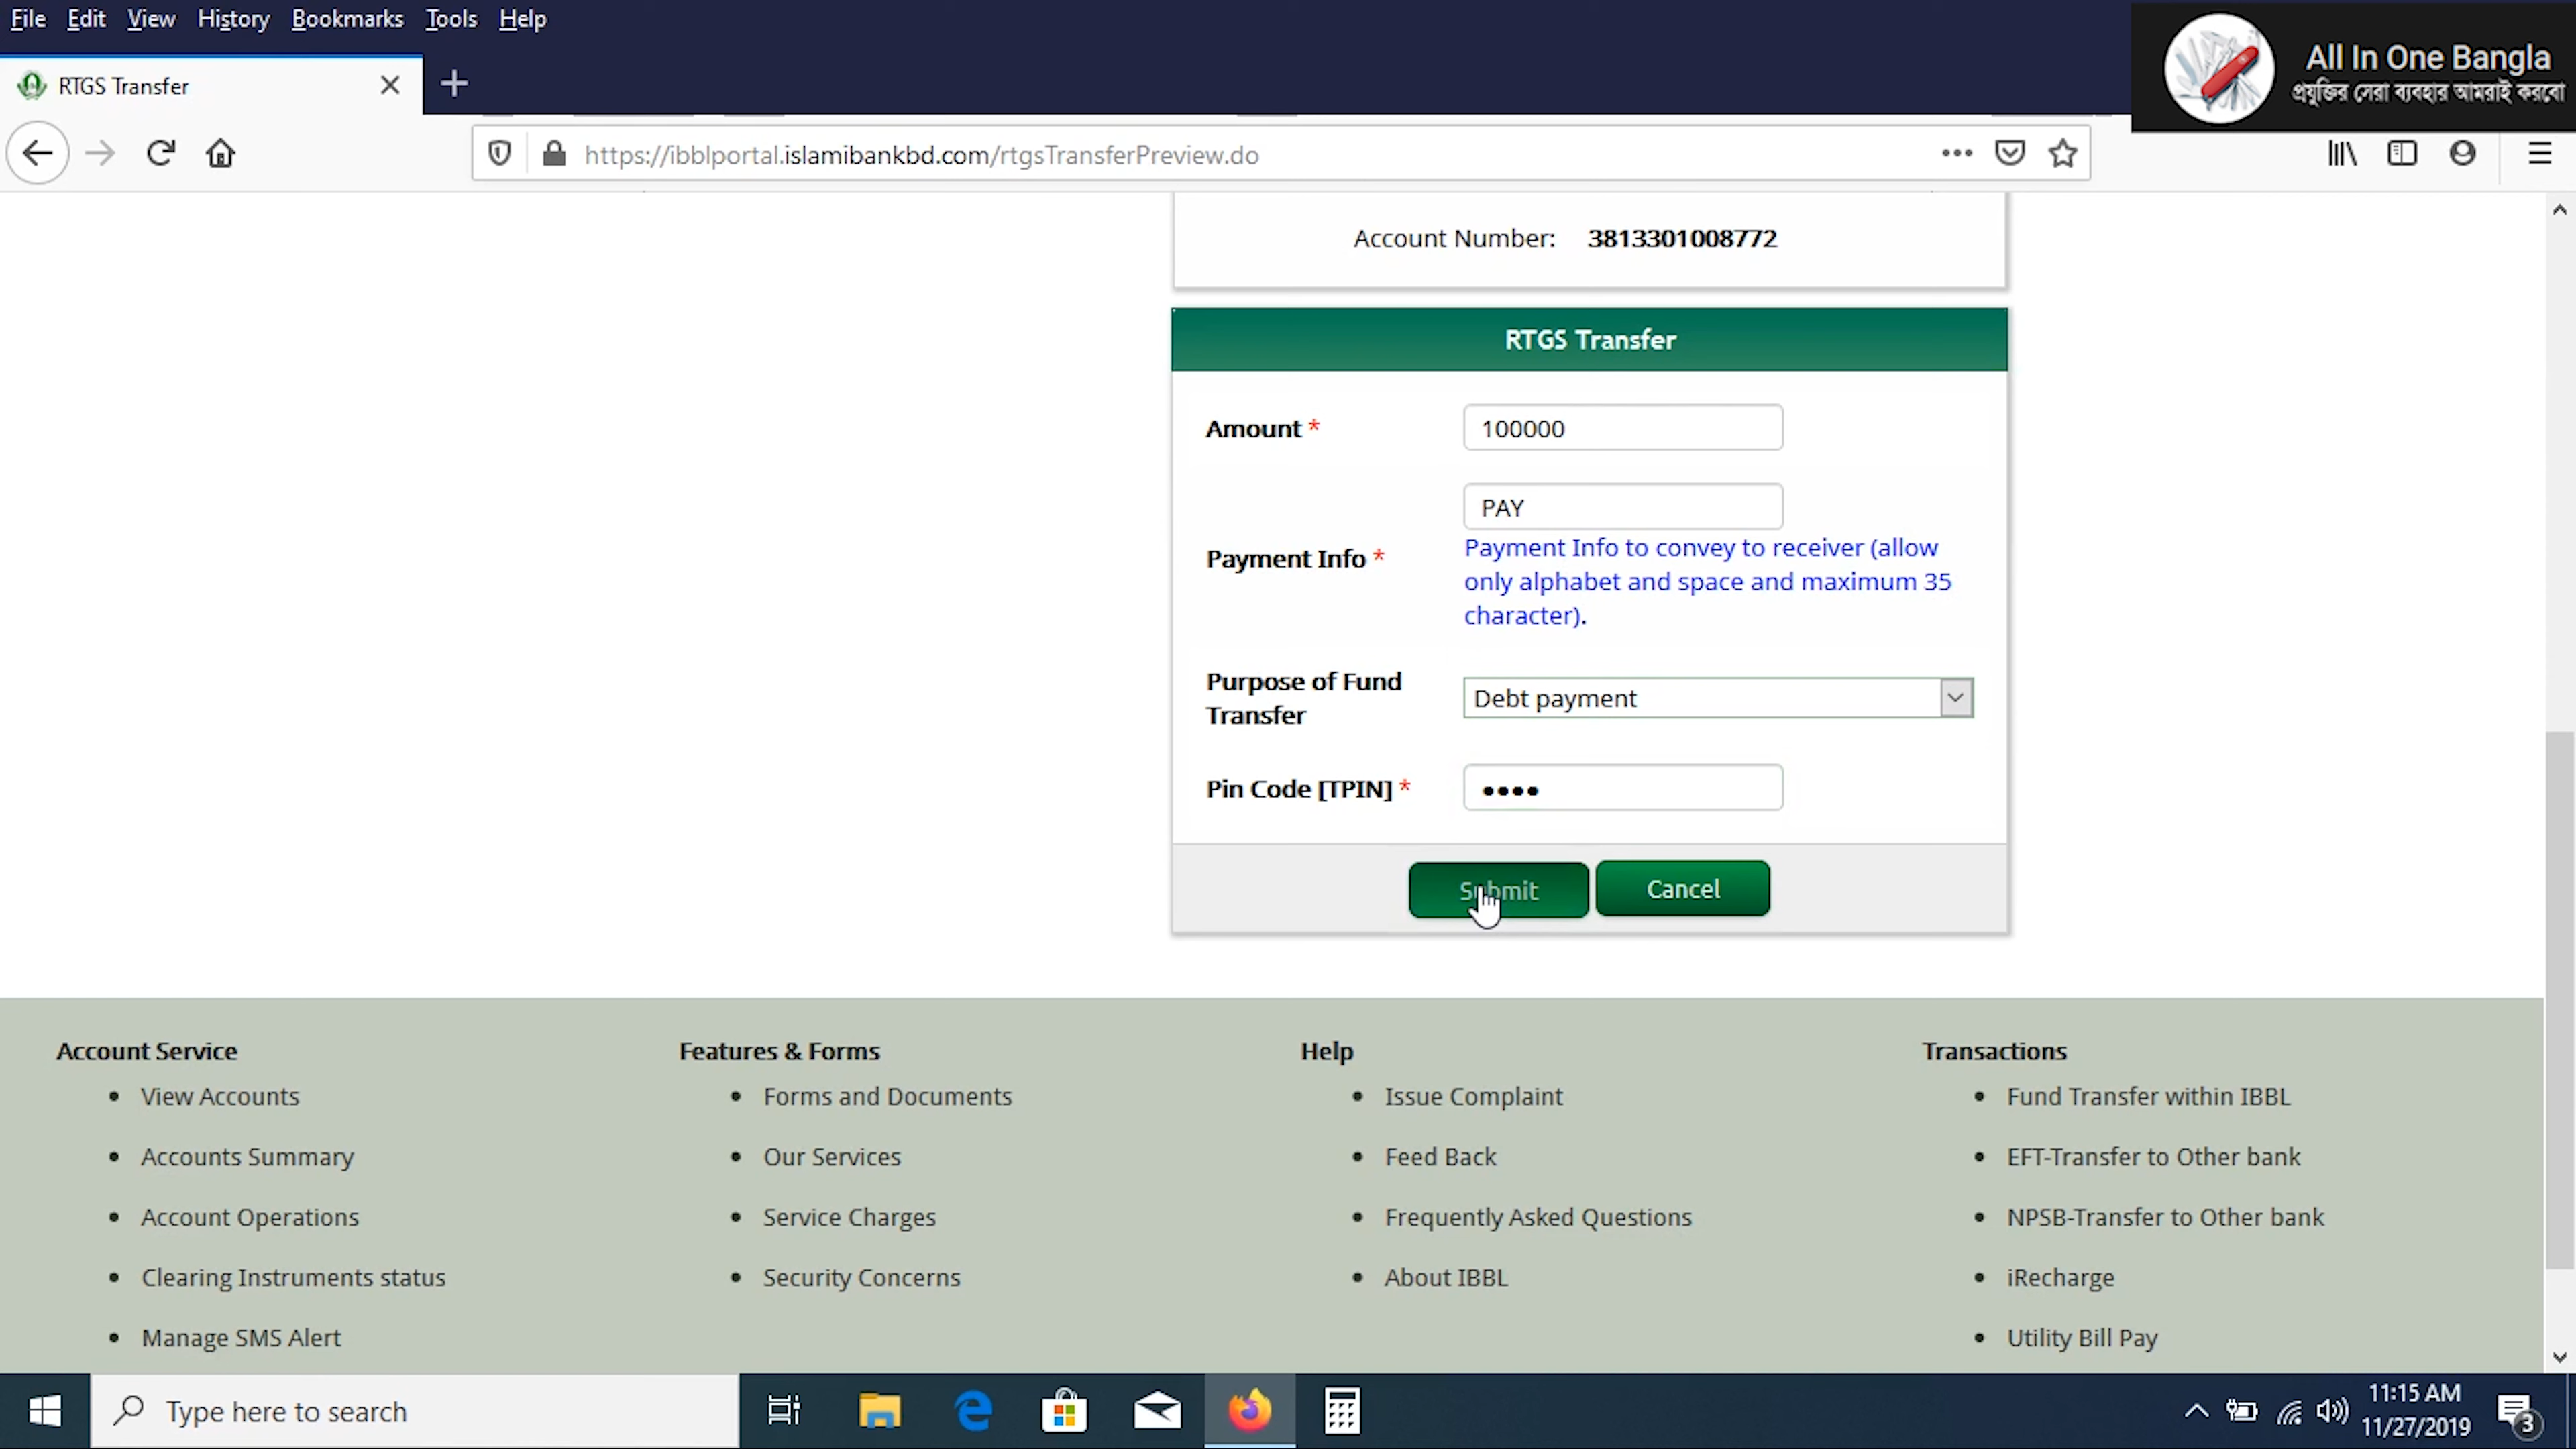 File Edit View History Bookmarks Tools Help
RTGS Transfer
All In One Bangla
প্রযুক্তির সেরা ব্যবহার আমরাই করবো
https://ibblportal.islamibankbd.com/rtgsTransferPreview.do
Account Number: 3813301008772
RTGS Transfer
Amount * 100000
PAY
Payment Info *
Payment Info to convey to receiver (allow
only alphabet and space and maximum 35
character).
Purpose of Fund
Transfer
Debt payment
Pin Code [TPIN] * ••••
Submit Cancel
Account Service
• View Accounts
• Accounts Summary
• Account Operations
• Clearing Instruments status
• Manage SMS Alert
Features & Forms
• Forms and Documents
• Our Services
• Service Charges
• Security Concerns
Help
• Issue Complaint
• Feed Back
• Frequently Asked Questions
• About IBBL
Transactions
• Fund Transfer within IBBL
• EFT-Transfer to Other bank
• NPSB-Transfer to Other bank
• iRecharge
• Utility Bill Pay
Type here to search
11:15 AM
11/27/2019
3